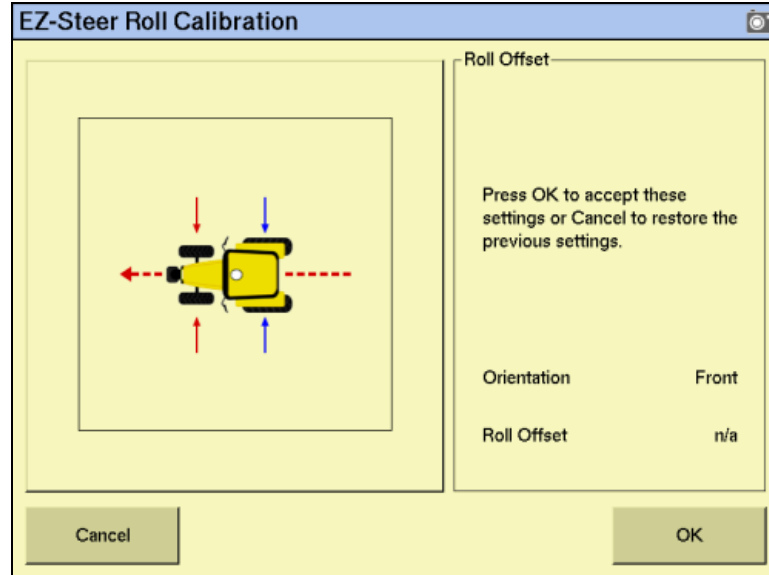 EZ-Steer Roll Calibration
Roll Offset
Press OK to accept these
settings or Cancel to restore the
previous settings.
Orientation Front
Roll Offset n/a
Cancel OK